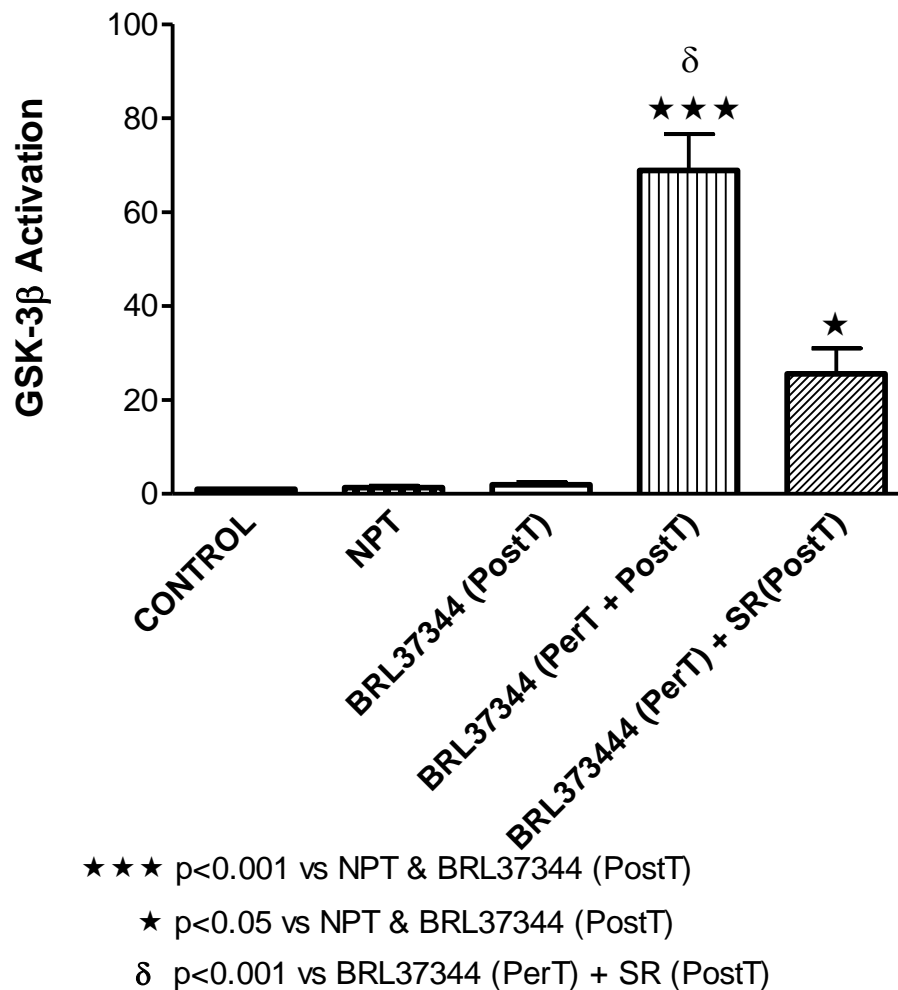 100
80
60
40
20
0
GSK-3β Activation
δ
★★★
★
CONTROL
NPT
BRL37344 (PostT)
BRL37344 (PerT + PostT)
BRL373444 (PerT) + SR(PostT)
★★★ p<0.001 vs NPT & BRL37344 (PostT)
★ p<0.05 vs NPT & BRL37344 (PostT)
δ p<0.001 vs BRL37344 (PerT) + SR (PostT)